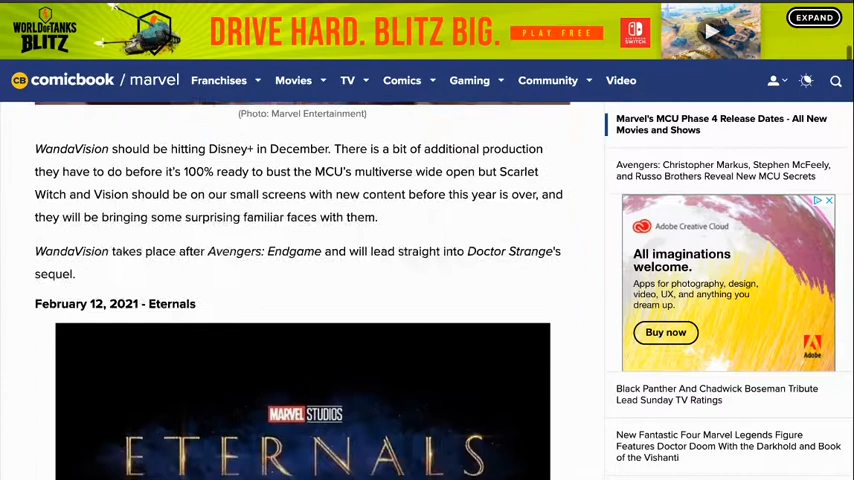 WORLD OF TANKS
BLITZ
DRIVE HARD. BLITZ BIG.
PLAY FREE
NINTENDO
SWITCH
EXPAND
CB comicbook / marvel
Franchises
Movies
TV
Comics
Gaming
Community
Video
(Photo: Marvel Entertainment)
WandaVision should be hitting Disney+ in December. There is a bit of additional production
they have to do before it's 100% ready to bust the MCU's multiverse wide open but Scarlet
Witch and Vision should be on our small screens with new content before this year is over, and
they will be bringing some surprising familiar faces with them.
WandaVision takes place after Avengers: Endgame and will lead straight into Doctor Strange's
sequel.
February 12, 2021 - Eternals
MARVEL STUDIOS
ETERNALS
Marvel's MCU Phase 4 Release Dates - All New
Movies and Shows
Avengers: Christopher Markus, Stephen McFeely,
and Russo Brothers Reveal New MCU Secrets
Adobe Creative Cloud
All imaginations
welcome.
Apps for photography, design,
video, UX, and anything you
dream up.
Buy now
Adobe
Black Panther And Chadwick Boseman Tribute
Lead Sunday TV Ratings
New Fantastic Four Marvel Legends Figure
Features Doctor Doom With the Darkhold and Book
of the Vishanti